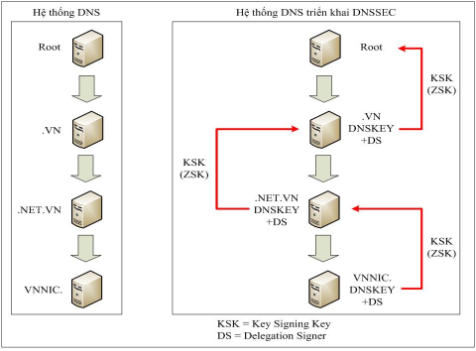 Hệ thống DNS
Root
.VN
.NET.VN
VNNIC.
Hệ thống DNS triển khai DNSSEC
Root
KSK
(ZSK)
.VN
DNSKEY
+DS
KSK
(ZSK)
.NET.VN
DNSKEY
+DS
KSK
(ZSK)
VNNIC.
DNSKEY
+DS
KSK = Key Signing Key
DS = Delegation Signer